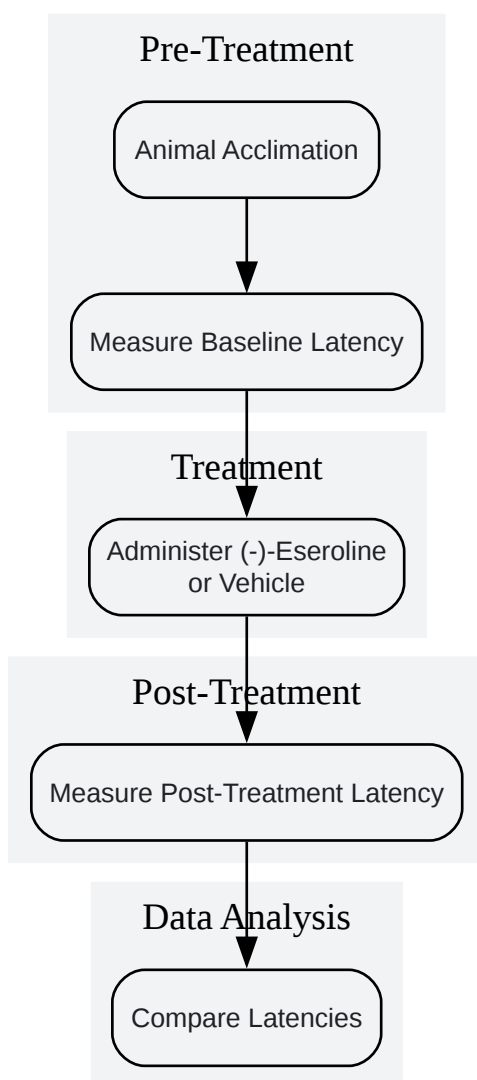 Pre-Treatment
Animal Acclimation
Measure Baseline Latency
Treatment
Administer (-)-Eseroline
or Vehicle
Post-Treatment
Measure Post-Treatment Latency
Data Analysis
Compare Latencies